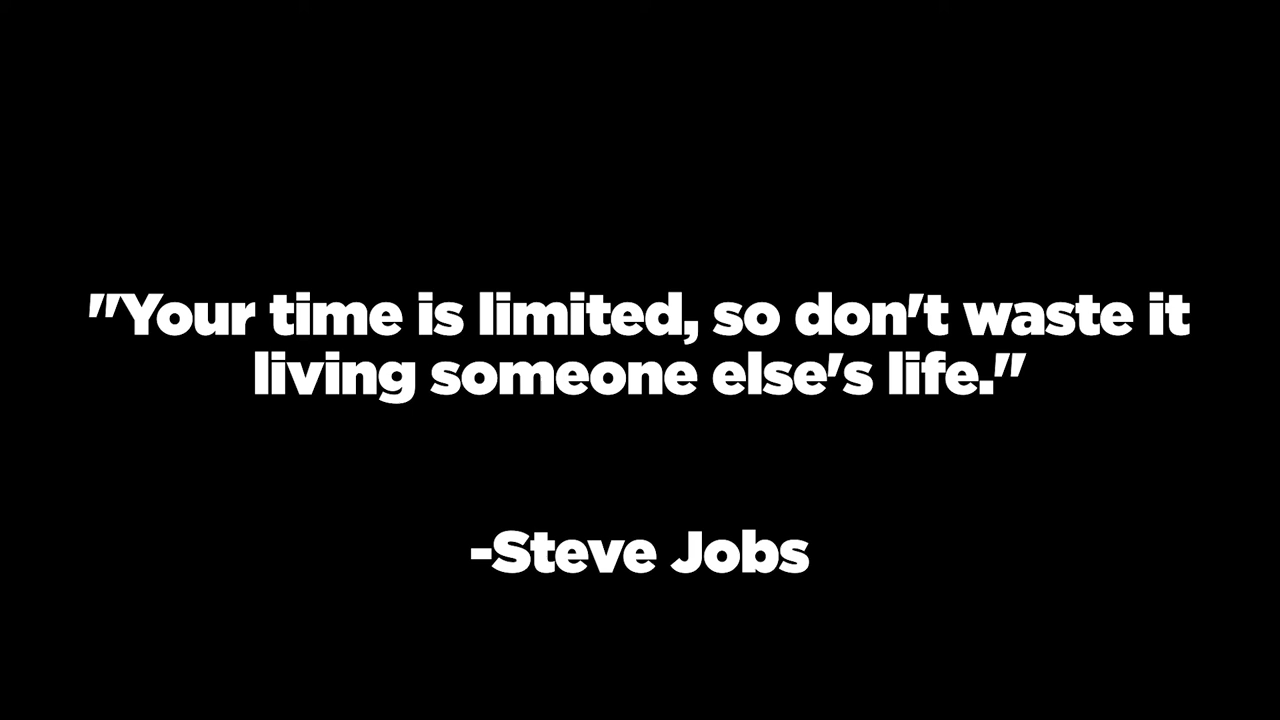 "Your time is limited, so don't waste it
living someone else's life."
-Steve Jobs